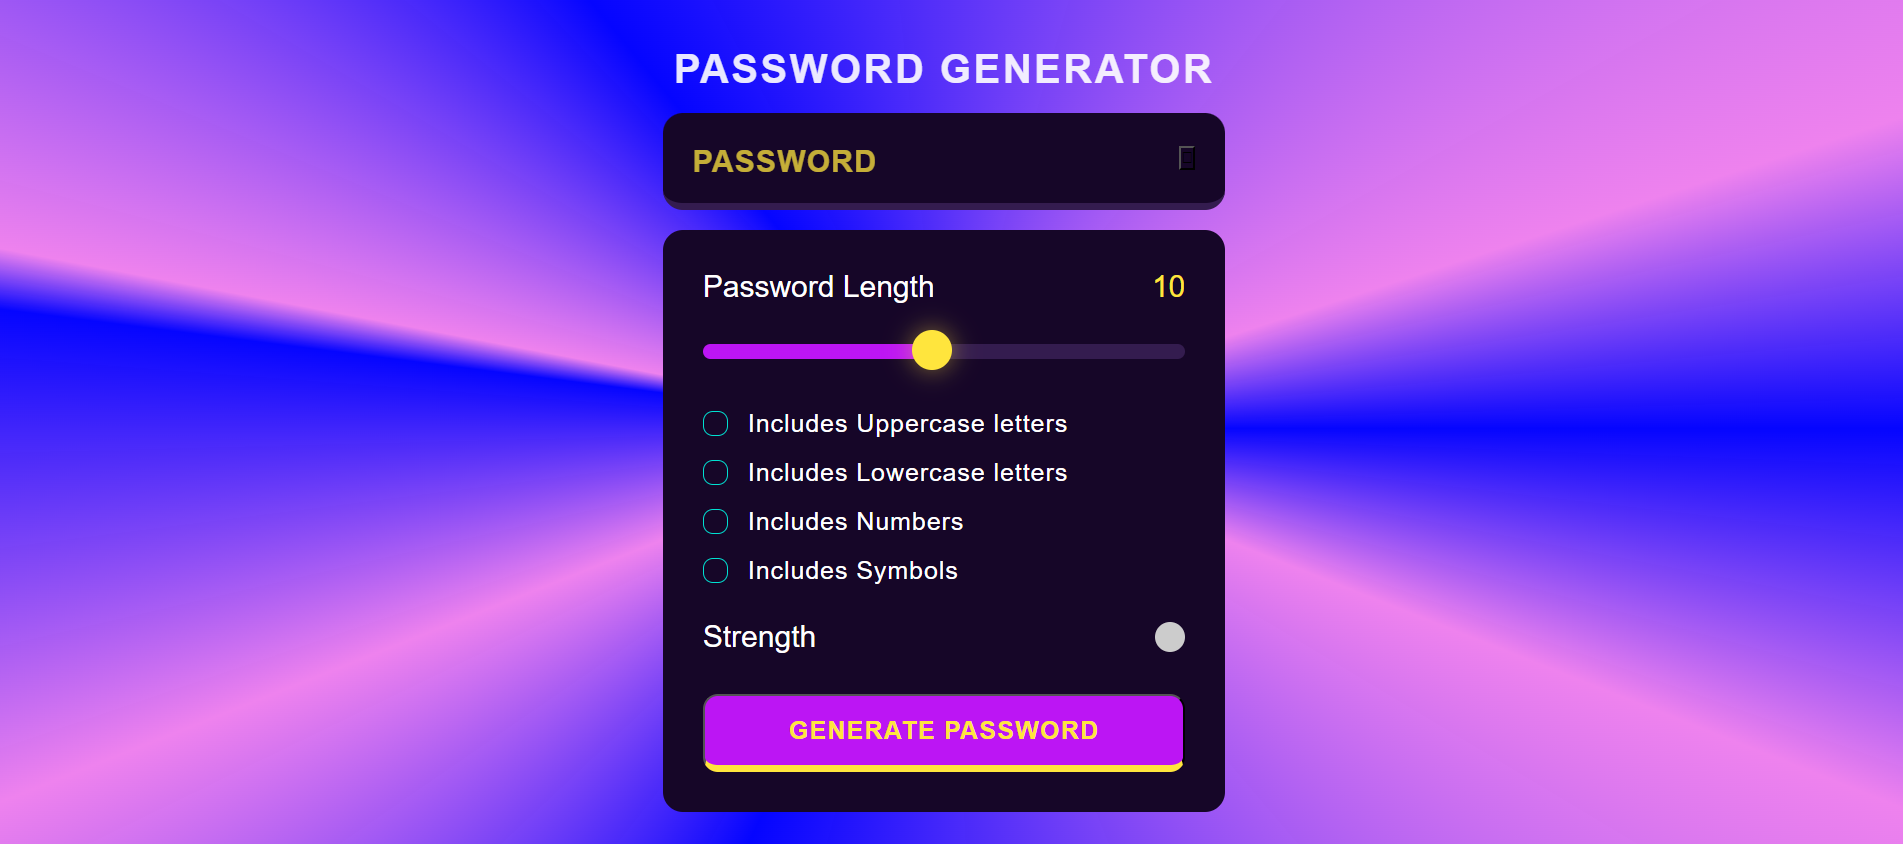 PASSWORD GENERATOR
PASSWORD
Password Length 10
Includes Uppercase letters
Includes Lowercase letters
Includes Numbers
Includes Symbols
Strength
GENERATE PASSWORD